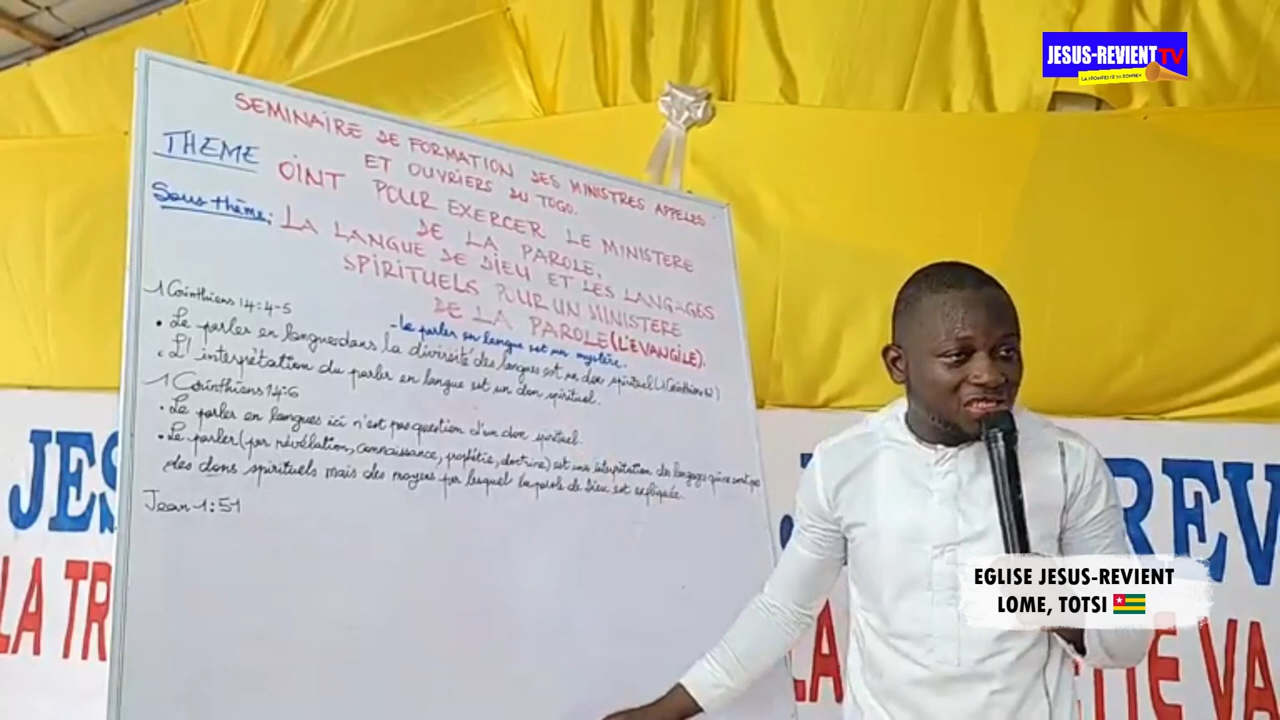 JESUS-REVIENT TV
SEMINAIRE DE FORMATION DES MINISTRES APPELES
ET OUVRIERS DU TOGO.
THEME OINT POUR EXERCER LE MINISTERE
DE LA PAROLE.
Sous-thème: LA LANGUE DE DIEU ET LES LANGAGES
SPIRITUELS POUR UN MINISTERE
DE LA PAROLE (L'EVANGILE).
1 Corinthiens 14:4-5
- Le parler en langue est un mystère.
• Le parler en langues dans la diversité des langues est un don spirituel (1 Corinthiens 12)
• L'interprétation du parler en langue est un don spirituel.
1 Corinthiens 14:6
• Le parler en langues ici n'est pas question d'un don spirituel.
• Le parler (par révélation, connaissance, prophétie, doctrine) est une interprétation des langages qui ne sont pas
des dons spirituels mais des moyens par lesquel la parole de Dieu est expliquée.
Jean 1:51
JES
REV
LA TR
LA
ETTE VA
EGLISE JESUS-REVIENT
LOME, TOTSI